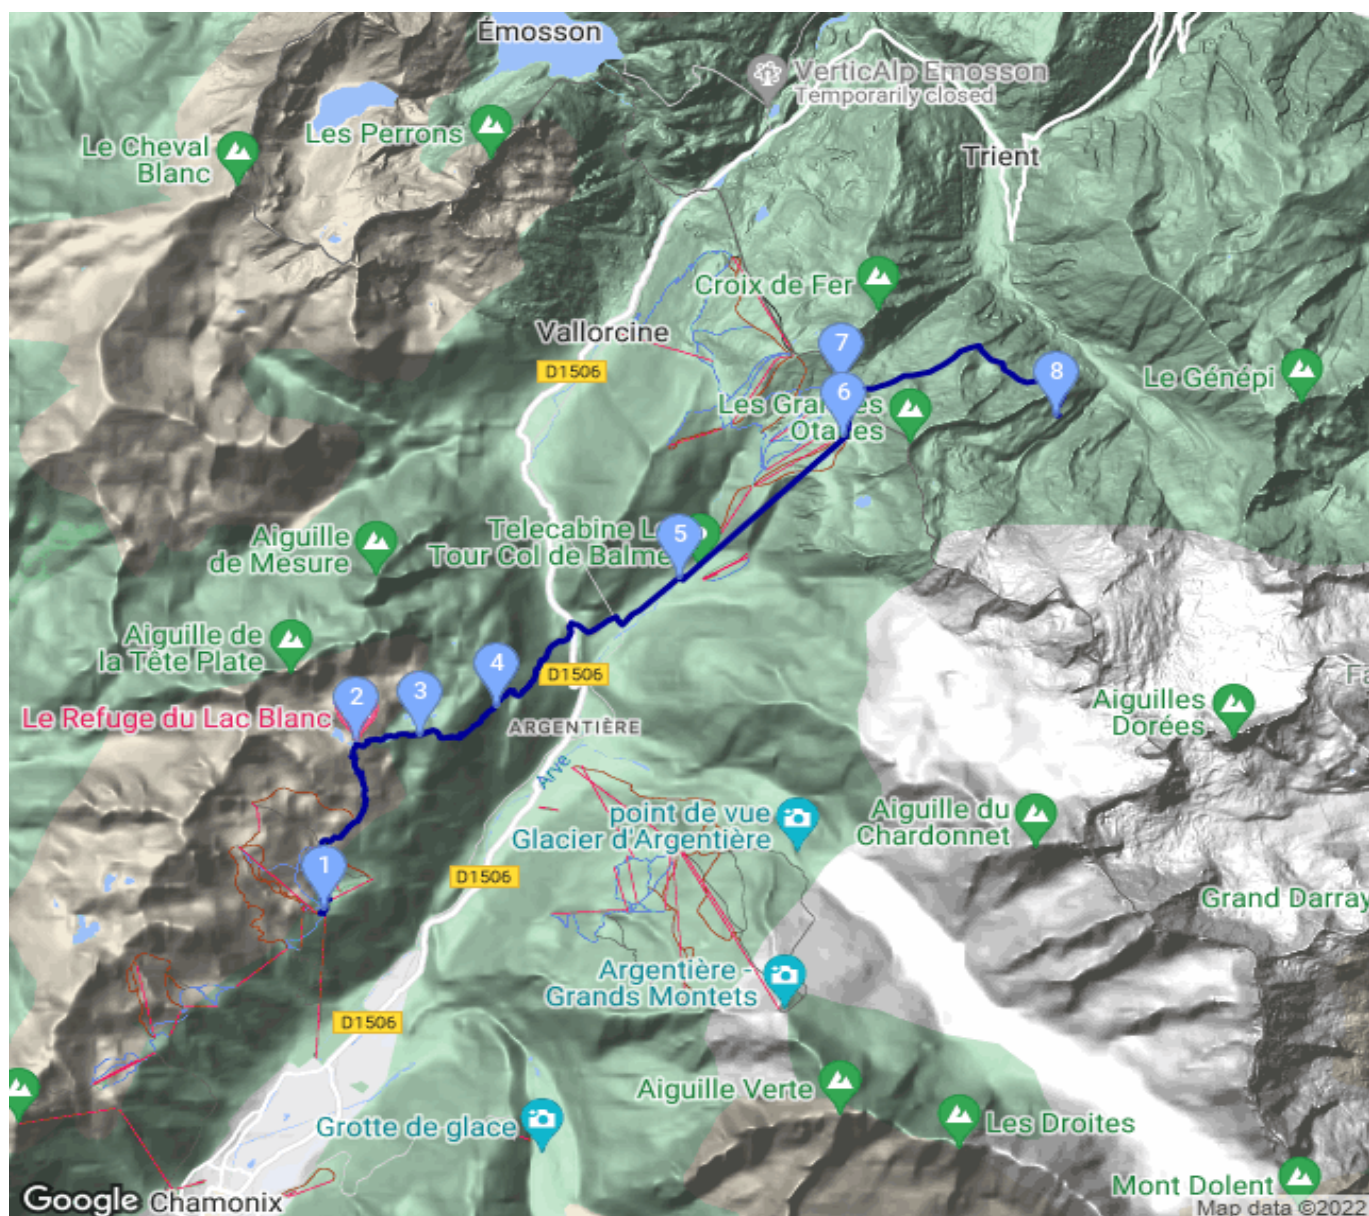 Émosson
VerticAlp Emosson
Temporarily closed
Les Perrons
Le Cheval
Blanc
Trient
Croix de Fer
Vallorcine
D1506
7
8
Le Génépi
6
Les Gra
Ota es
Telecabine L
Tour Col de Balme
5
Aiguille
de Mesure
Aiguille de
la Tête Plate
4
D1506
2
3
Le Refuge du Lac Blanc
ARGENTIÈRE
Aiguilles
Dorées
Fa
Arve
point de vue
Glacier d'Argentière
Aiguille du
Chardonnet
1
D1506
Grand Darray
Argentière -
Grands Montets
D1506
Aiguille Verte
Les Droites
Grotte de glace
Mont Dolent
Google
Chamonix
Map data ©2022